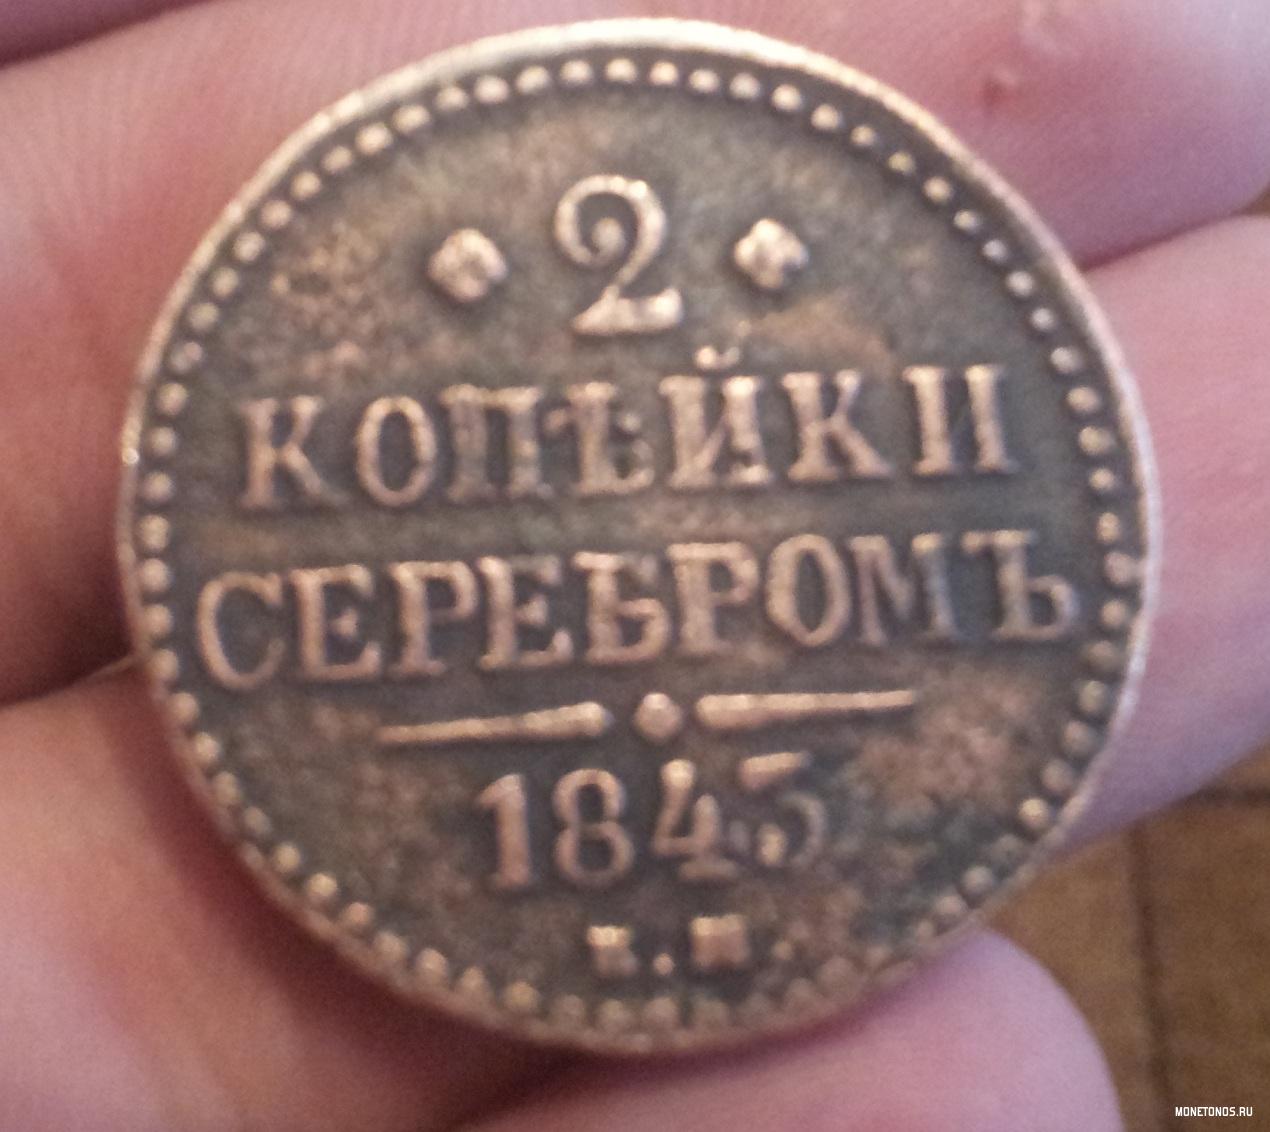 2
КОПѢЙКИ
СЕРЕБРОМЪ
1843
MONETONOS.RU